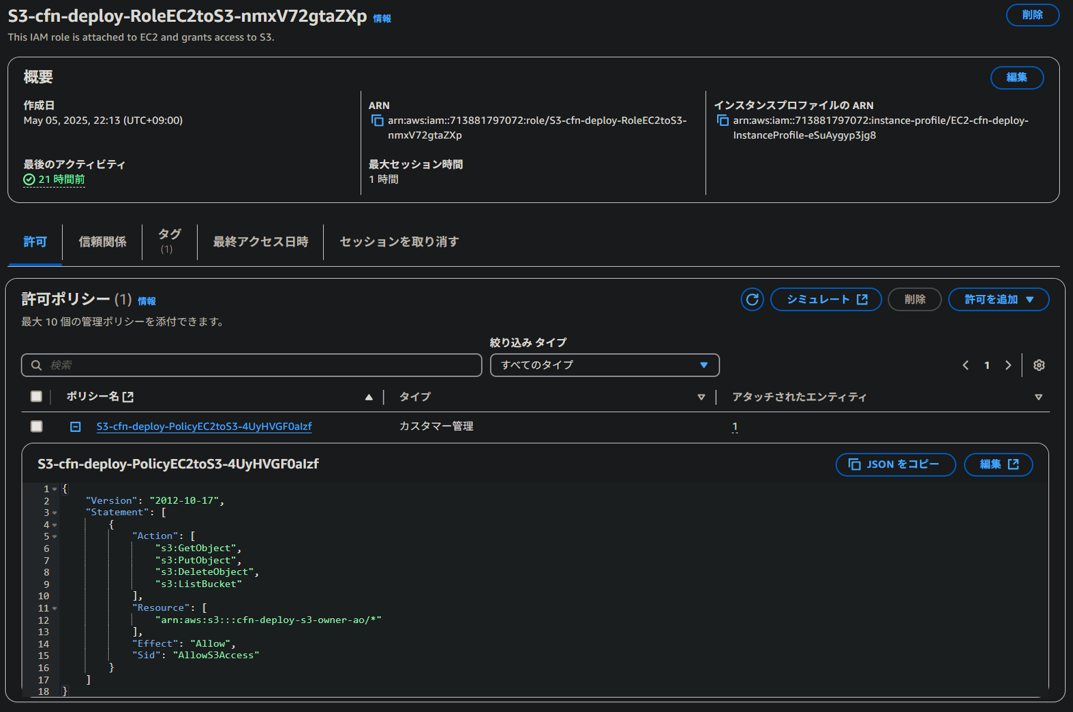 S3-cfn-deploy-RoleEC2toS3-nmxV72gtaZXp 情報
削除
This IAM role is attached to EC2 and grants access to S3.
概要
編集
作成日
May 05, 2025, 22:13 (UTC+09:00)
ARN
arn:aws:iam::713881797072:role/S3-cfn-deploy-RoleEC2toS3-
nmxV72gtaZXp
インスタンスプロファイルの ARN
arn:aws:iam::713881797072:instance-profile/EC2-cfn-deploy-
InstanceProfile-eSuAygyp3jg8
最後のアクティビティ
21 時間前
最大セッション時間
1 時間
許可
信頼関係
タグ
(1)
最終アクセス日時
セッションを取り消す
許可ポリシー (1) 情報
シミュレート
削除
許可を追加
最大 10 個の管理ポリシーを添付できます。
絞り込み タイプ
検索
すべてのタイプ
1
ポリシー名
タイプ
アタッチされたエンティティ
S3-cfn-deploy-PolicyEC2toS3-4UyHVGF0aIzf
カスタマー管理
1
S3-cfn-deploy-PolicyEC2toS3-4UyHVGF0aIzf
JSON をコピー
編集
1 {
2 "Version": "2012-10-17",
3 "Statement": [
4 {
5 "Action": [
6 "s3:GetObject",
7 "s3:PutObject",
8 "s3:DeleteObject",
9 "s3:ListBucket"
10 ],
11 "Resource": [
12 "arn:aws:s3:::cfn-deploy-s3-owner-ao/*"
13 ],
14 "Effect": "Allow",
15 "Sid": "AllowS3Access"
16 }
17 ]
18 }